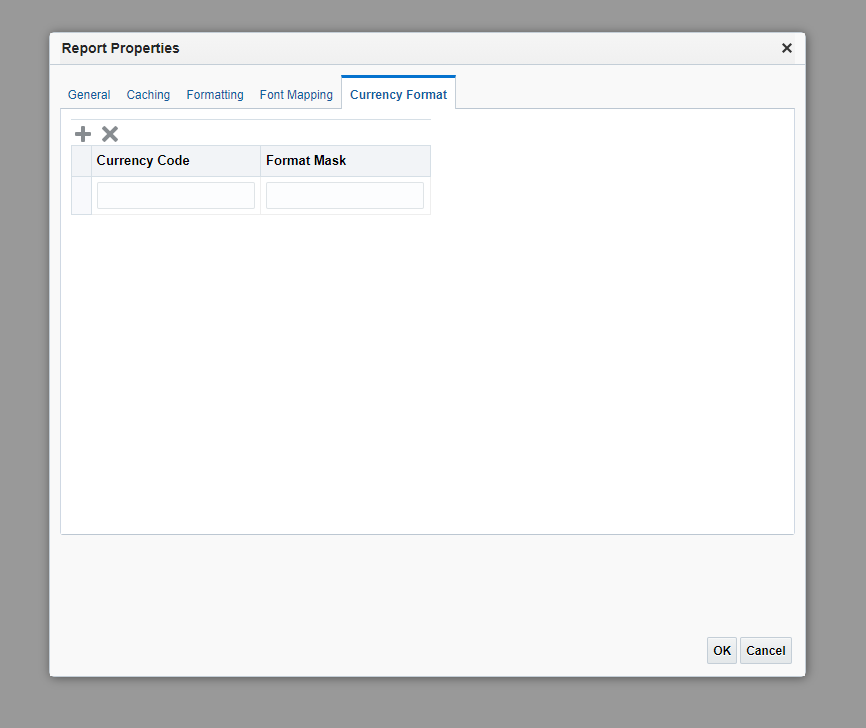 Report Properties
General Caching Formatting Font Mapping Currency Format
Currency Code Format Mask
OK Cancel